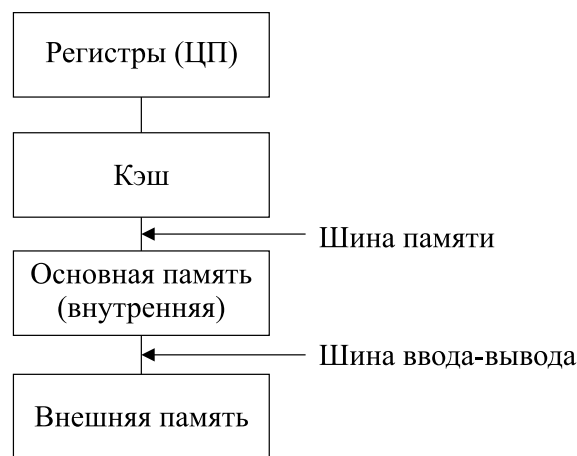 Регистры (ЦП)
Кэш
Шина памяти
Основная память
(внутренняя)
Шина ввода-вывода
Внешняя память